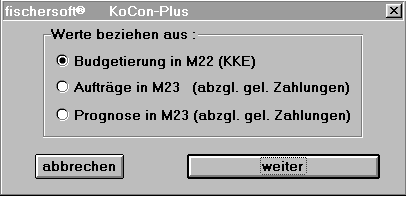 fischersoft® KoCon-Plus
Werte beziehen aus :
Budgetierung in M22 (KKE)
Aufträge in M23 (abzgl. gel. Zahlungen)
Prognose in M23 (abzgl. gel. Zahlungen)
abbrechen weiter